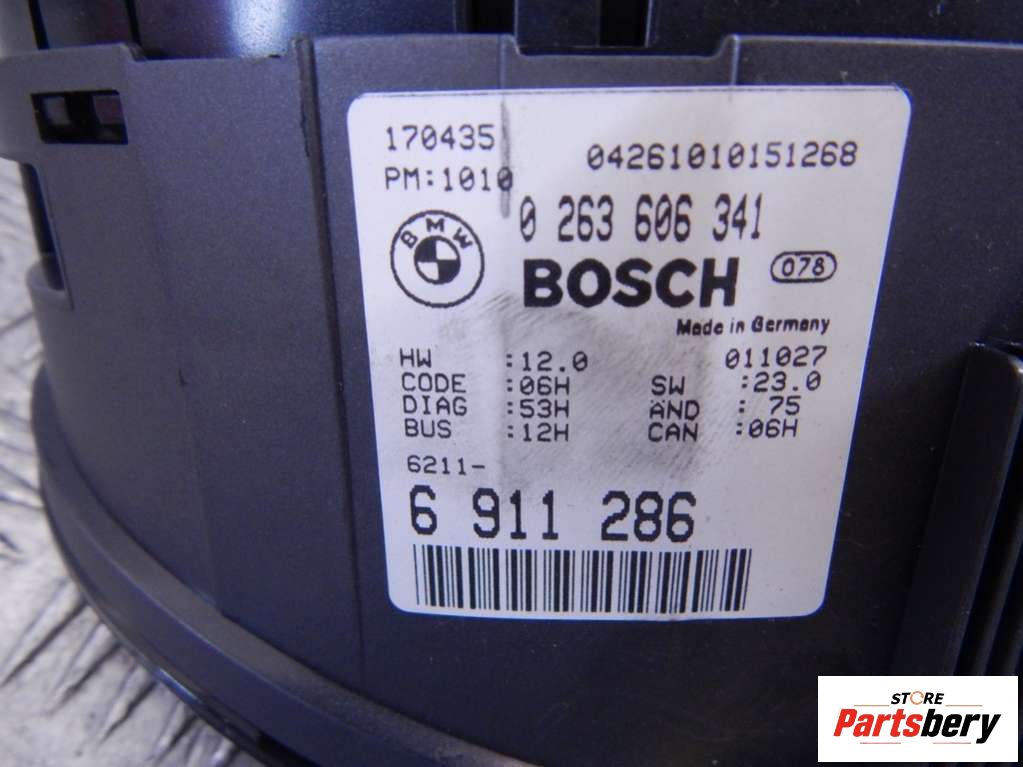 170435
04261010151268
PM:1010
0 263 606 341
BMW
BOSCH 078
Made in Germany
HW :12.0 011027
CODE :06H SW :23.0
DIAG :53H AND : 75
BUS :12H CAN :06H
6211-
6 911 286
STORE
Partsbery